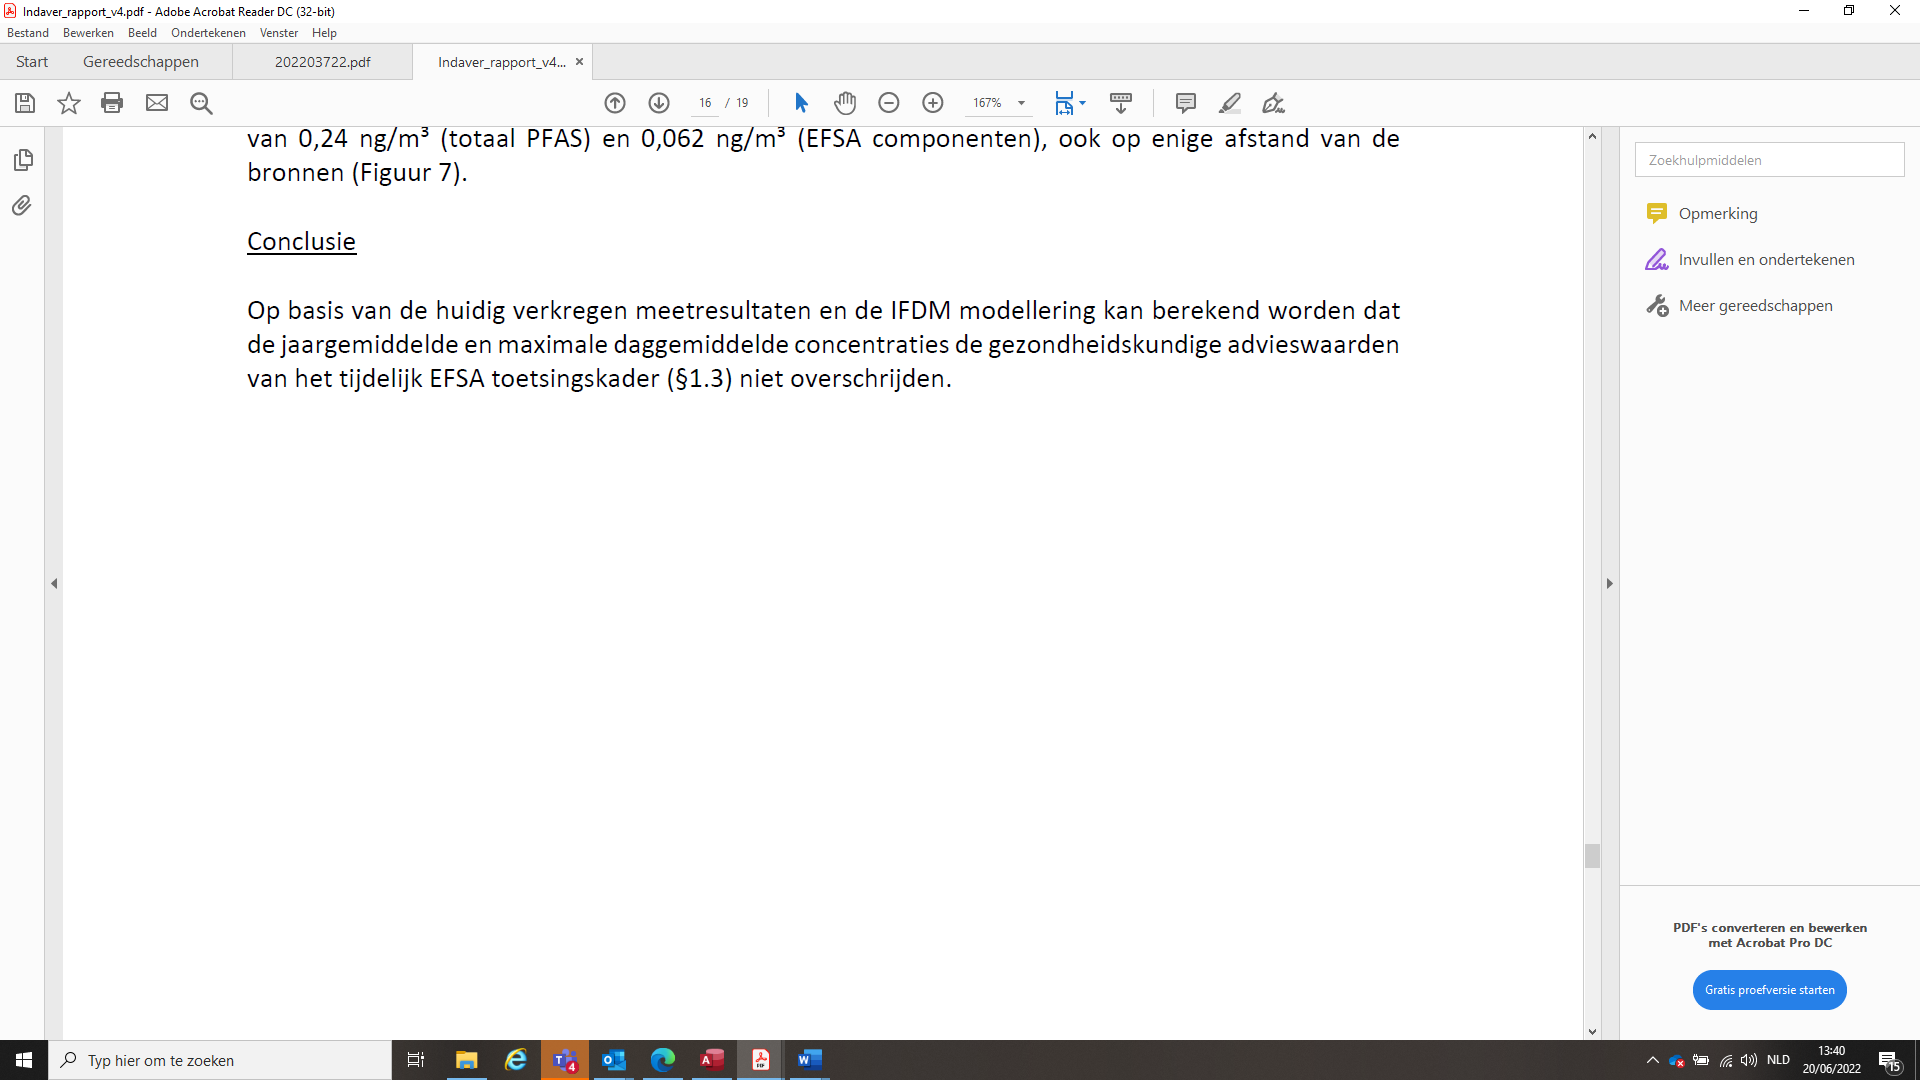 Indaver_rapport_v4.pdf - Adobe Acrobat Reader DC (32-bit)
Bestand Bewerken Beeld Ondertekenen Venster Help
Start Gereedschappen 202203722.pdf Indaver_rapport_v4... ×
16 / 19 167%
van 0,24 ng/m³ (totaal PFAS) en 0,062 ng/m³ (EFSA componenten), ook op enige afstand van de
bronnen (Figuur 7).
Conclusie
Op basis van de huidig verkregen meetresultaten en de IFDM modellering kan berekend worden dat
de jaargemiddelde en maximale daggemiddelde concentraties de gezondheidskundige advieswaarden
van het tijdelijk EFSA toetsingskader (§1.3) niet overschrijden.
Zoekhulpmiddelen
Opmerking
Invullen en ondertekenen
Meer gereedschappen
PDF's converteren en bewerken
met Acrobat Pro DC
Gratis proefversie starten
Typ hier om te zoeken
4
NLD
13:40
20/06/2022
15